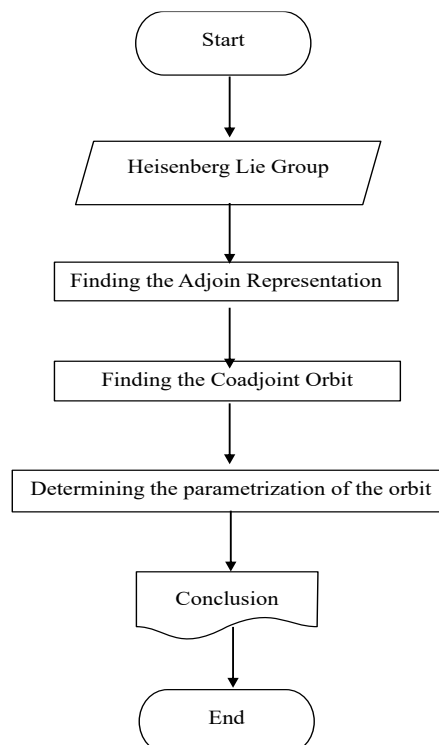 Start
Heisenberg Lie Group
Finding the Adjoin Representation
Finding the Coadjoint Orbit
Determining the parametrization of the orbit
Conclusion
End